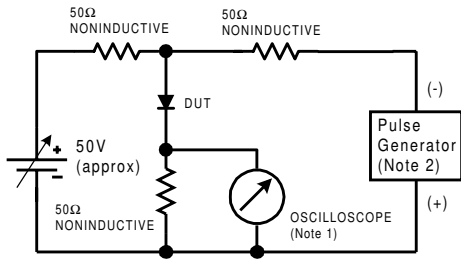 50Ω
NONINDUCTIVE
50Ω
NONINDUCTIVE
(-)
DUT
+
50V
(approx)
-
Pulse
Generator
(Note 2)
50Ω
NONINDUCTIVE
(+)
OSCILLOSCOPE
(Note 1)